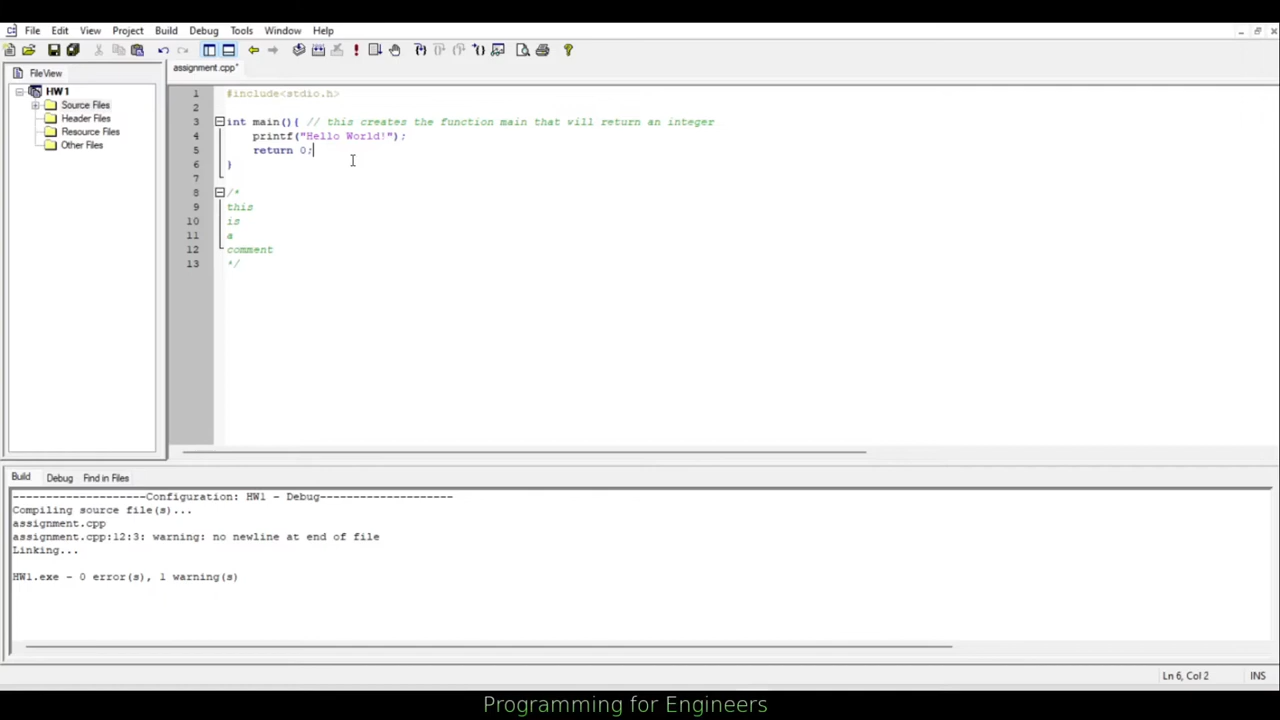 File Edit View Project Build Debug Tools Window Help
FileView
assignment.cpp*
HW1
Source Files
Header Files
Resource Files
Other Files
1 #include<stdio.h>
2
3 int main(){ // this creates the function main that will return an integer
4 printf("Hello World!");
5 return 0;
6 }
7
8 /*
9 this
10 is
11 a
12 comment
13 */
Build Debug Find in Files
--------------------Configuration: HW1 - Debug--------------------
Compiling source file(s)...
assignment.cpp
assignment.cpp:12:3: warning: no newline at end of file
Linking...
HW1.exe - 0 error(s), 1 warning(s)
Ln 6, Col 2 INS
Programming for Engineers